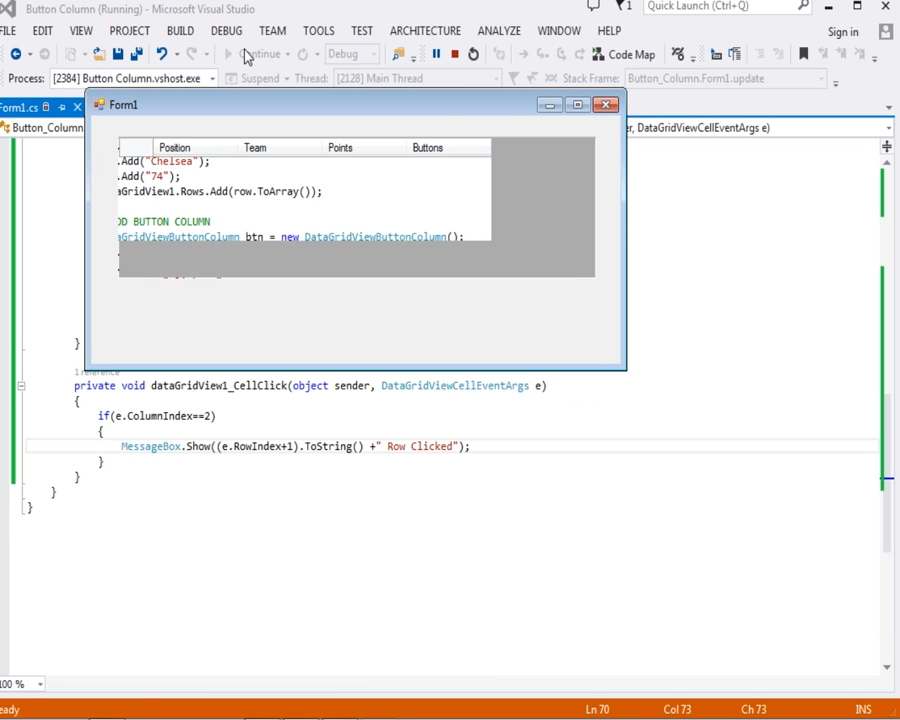 Button Column (Running) - Microsoft Visual Studio
1
Quick Launch (Ctrl+Q)
FILE EDIT VIEW PROJECT BUILD DEBUG TEAM TOOLS TEST ARCHITECTURE ANALYZE WINDOW HELP
Sign in
Continue
Debug
Code Map
Process: [2384] Button Column.vshost.exe
Suspend
Thread: [2128] Main Thread
Stack Frame: Button_Column.Form1.update
Form1.cs
Form1
Button_Column
er, DataGridViewCellEventArgs e)
Position Team Points Buttons
.Add("Chelsea");
.Add("74");
aGridView1.Rows.Add(row.ToArray());
DD BUTTON COLUMN
aGridViewButtonColumn btn = new DataGridViewButtonColumn();
}
1 reference
private void dataGridView1_CellClick(object sender, DataGridViewCellEventArgs e)
{
if(e.ColumnIndex==2)
{
MessageBox.Show((e.RowIndex+1).ToString() +" Row Clicked");
}
}
}
}
100 %
eady
Ln 70 Col 73 Ch 73 INS